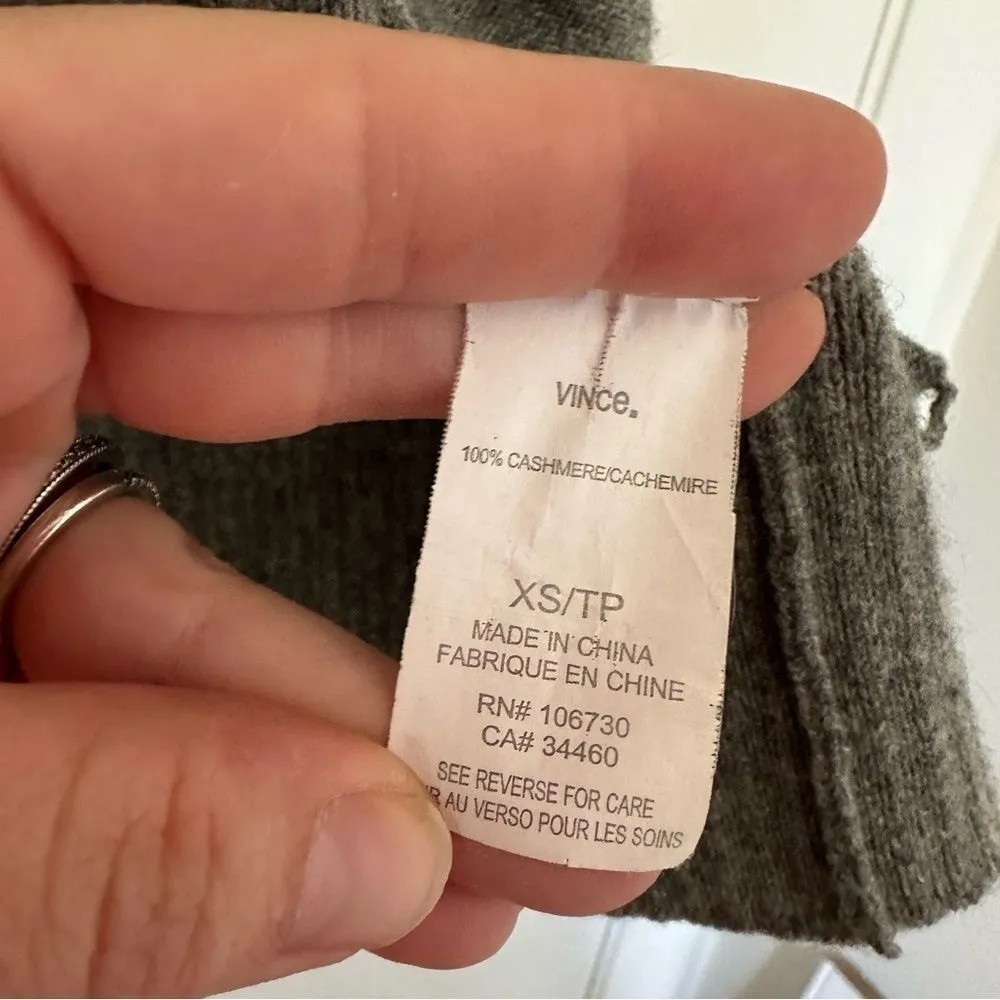 VINCe.
100% CASHMERE/CACHEMIRE
XS/TP
MADE IN CHINA
FABRIQUE EN CHINE
RN# 106730
CA# 34460
SEE REVERSE FOR CARE
AU VERSO POUR LES SOINS